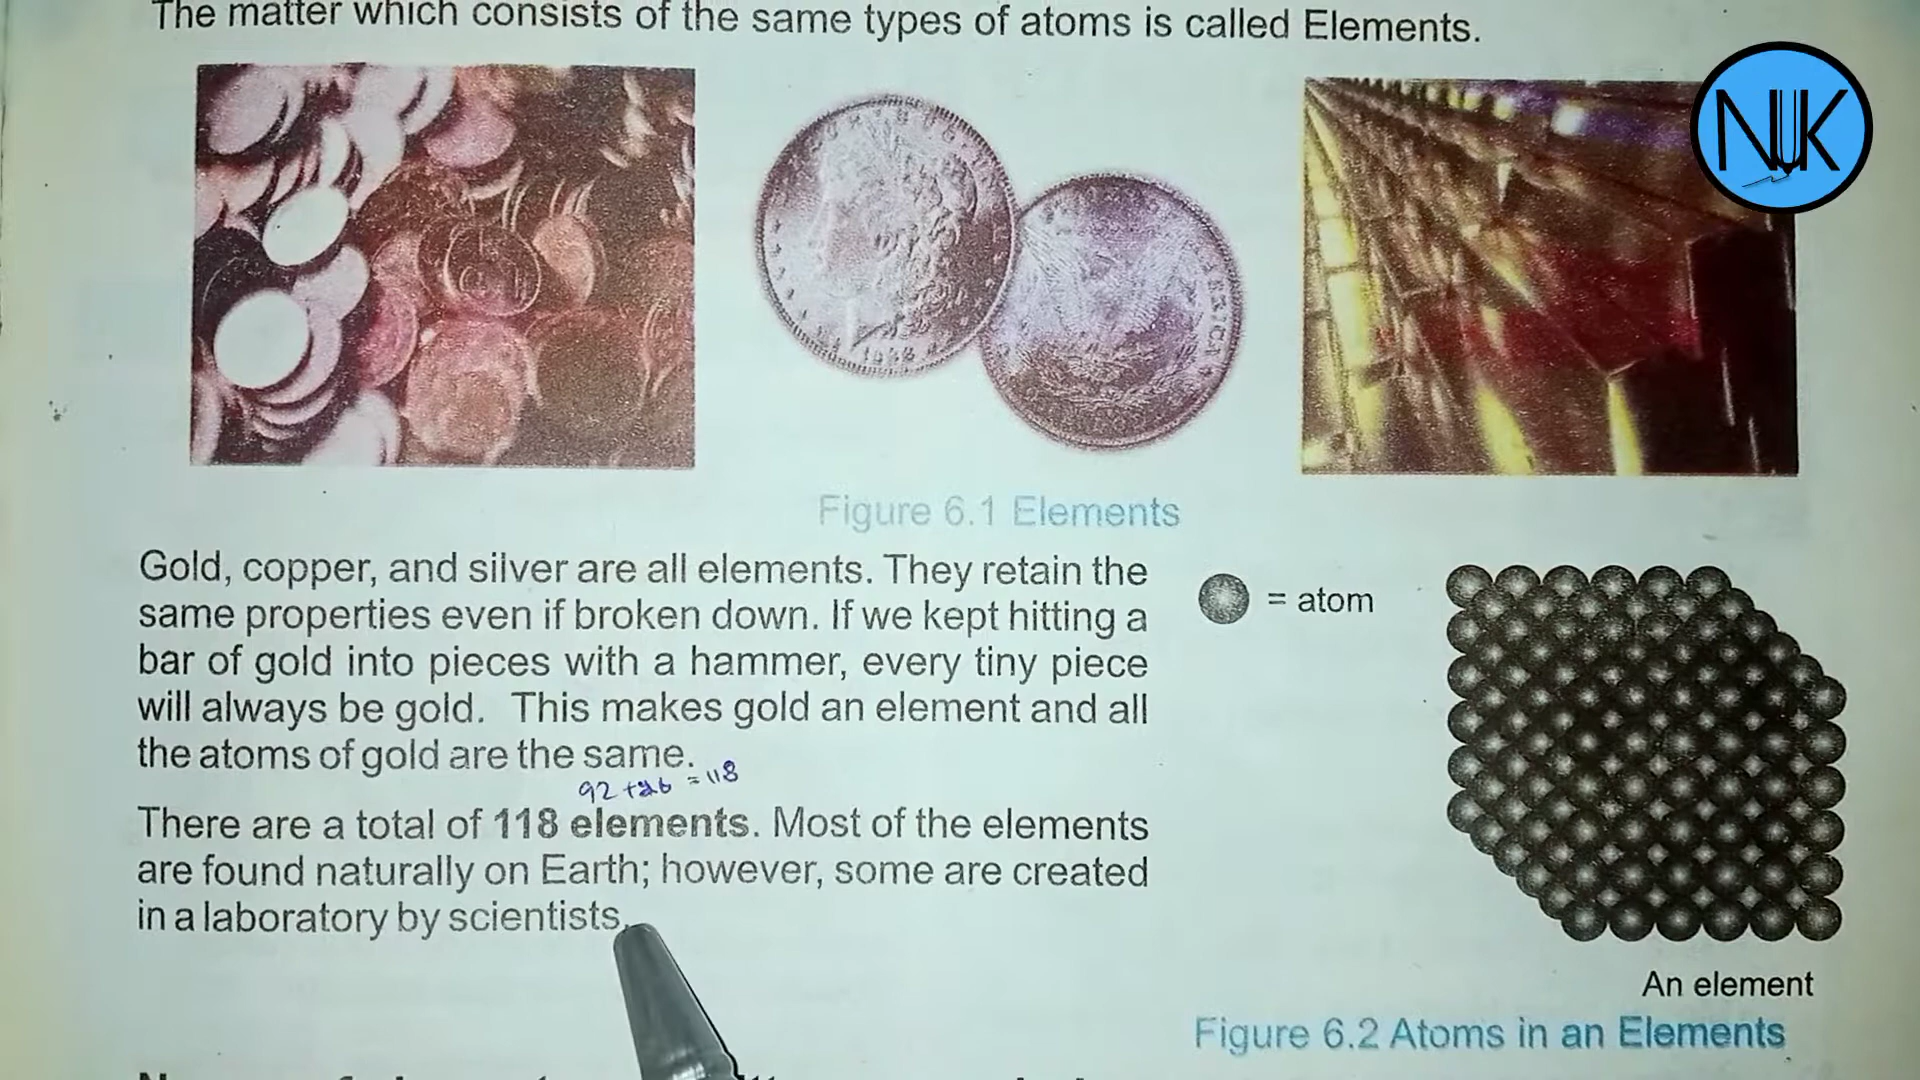 The matter which consists of the same types of atoms is called Elements.
NUK
Figure 6.1 Elements
Gold, copper, and silver are all elements. They retain the
same properties even if broken down. If we kept hitting a
bar of gold into pieces with a hammer, every tiny piece
will always be gold. This makes gold an element and all
the atoms of gold are the same.
= atom
92 +26 = 118
There are a total of 118 elements. Most of the elements
are found naturally on Earth; however, some are created
in a laboratory by scientists.
An element
Figure 6.2 Atoms in an Elements